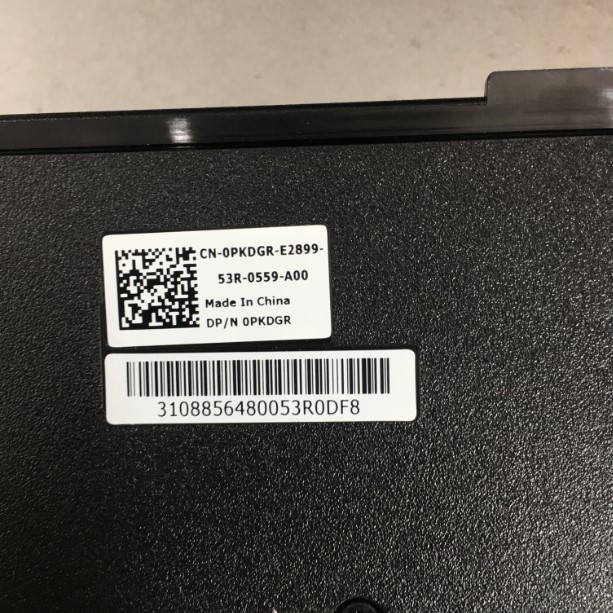 CN-0PKDGR-E2899-
53R-0559-A00
Made In China
DP/N 0PKDGR
3108856480053R0DF8